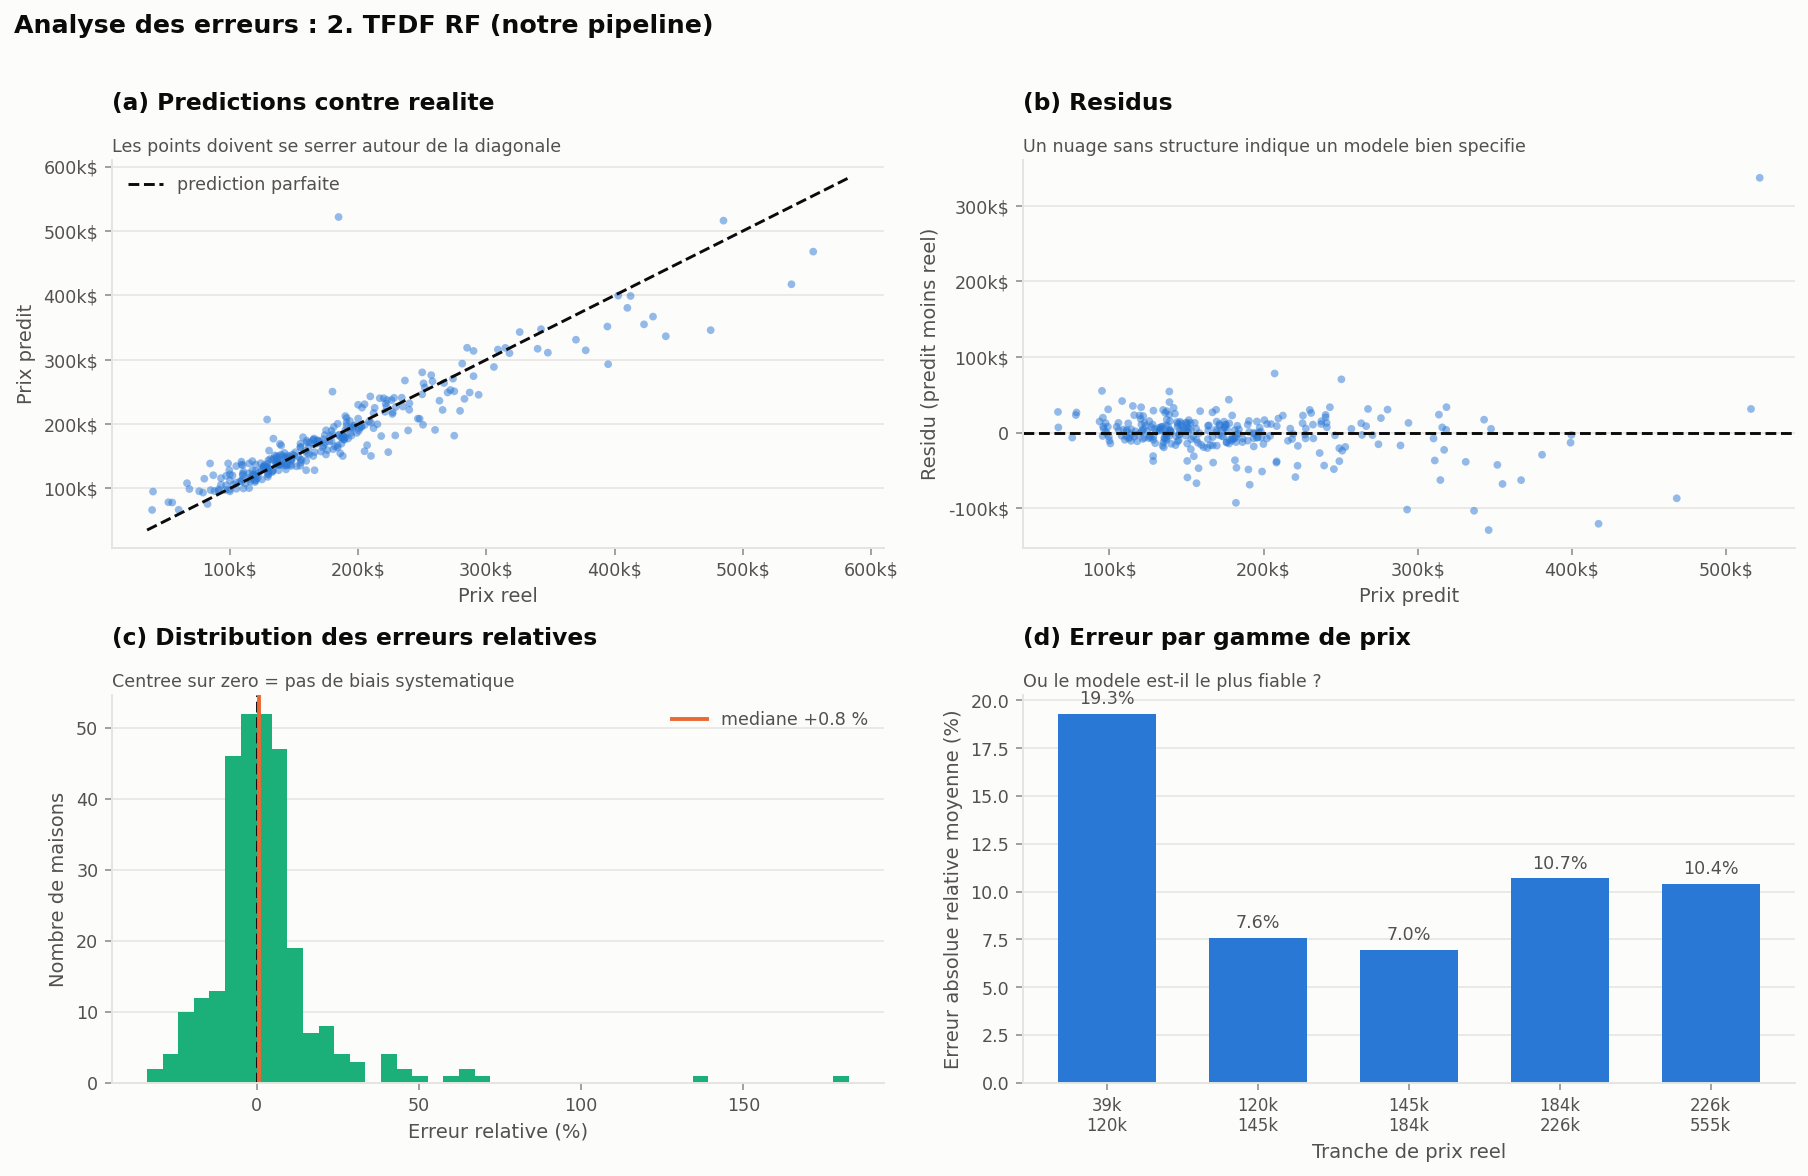 Analyse des erreurs : 2. TFDF RF (notre pipeline)
(a) Predictions contre realite
Les points doivent se serrer autour de la diagonale
prediction parfaite
600k$
500k$
400k$
300k$
200k$
100k$
Prix predit
100k$ 200k$ 300k$ 400k$ 500k$ 600k$
Prix reel
(b) Residus
Un nuage sans structure indique un modele bien specifie
300k$
200k$
100k$
0
-100k$
Residu (predit moins reel)
100k$ 200k$ 300k$ 400k$ 500k$
Prix predit
(c) Distribution des erreurs relatives
Centree sur zero = pas de biais systematique
mediane +0.8 %
50
40
30
20
10
0
Nombre de maisons
0 50 100 150
Erreur relative (%)
(d) Erreur par gamme de prix
Ou le modele est-il le plus fiable ?
20.0
17.5
15.0
12.5
10.0
7.5
5.0
2.5
0.0
Erreur absolue relative moyenne (%)
19.3% 7.6% 7.0% 10.7% 10.4%
39k 120k 145k 184k 226k
120k 145k 184k 226k 555k
Tranche de prix reel